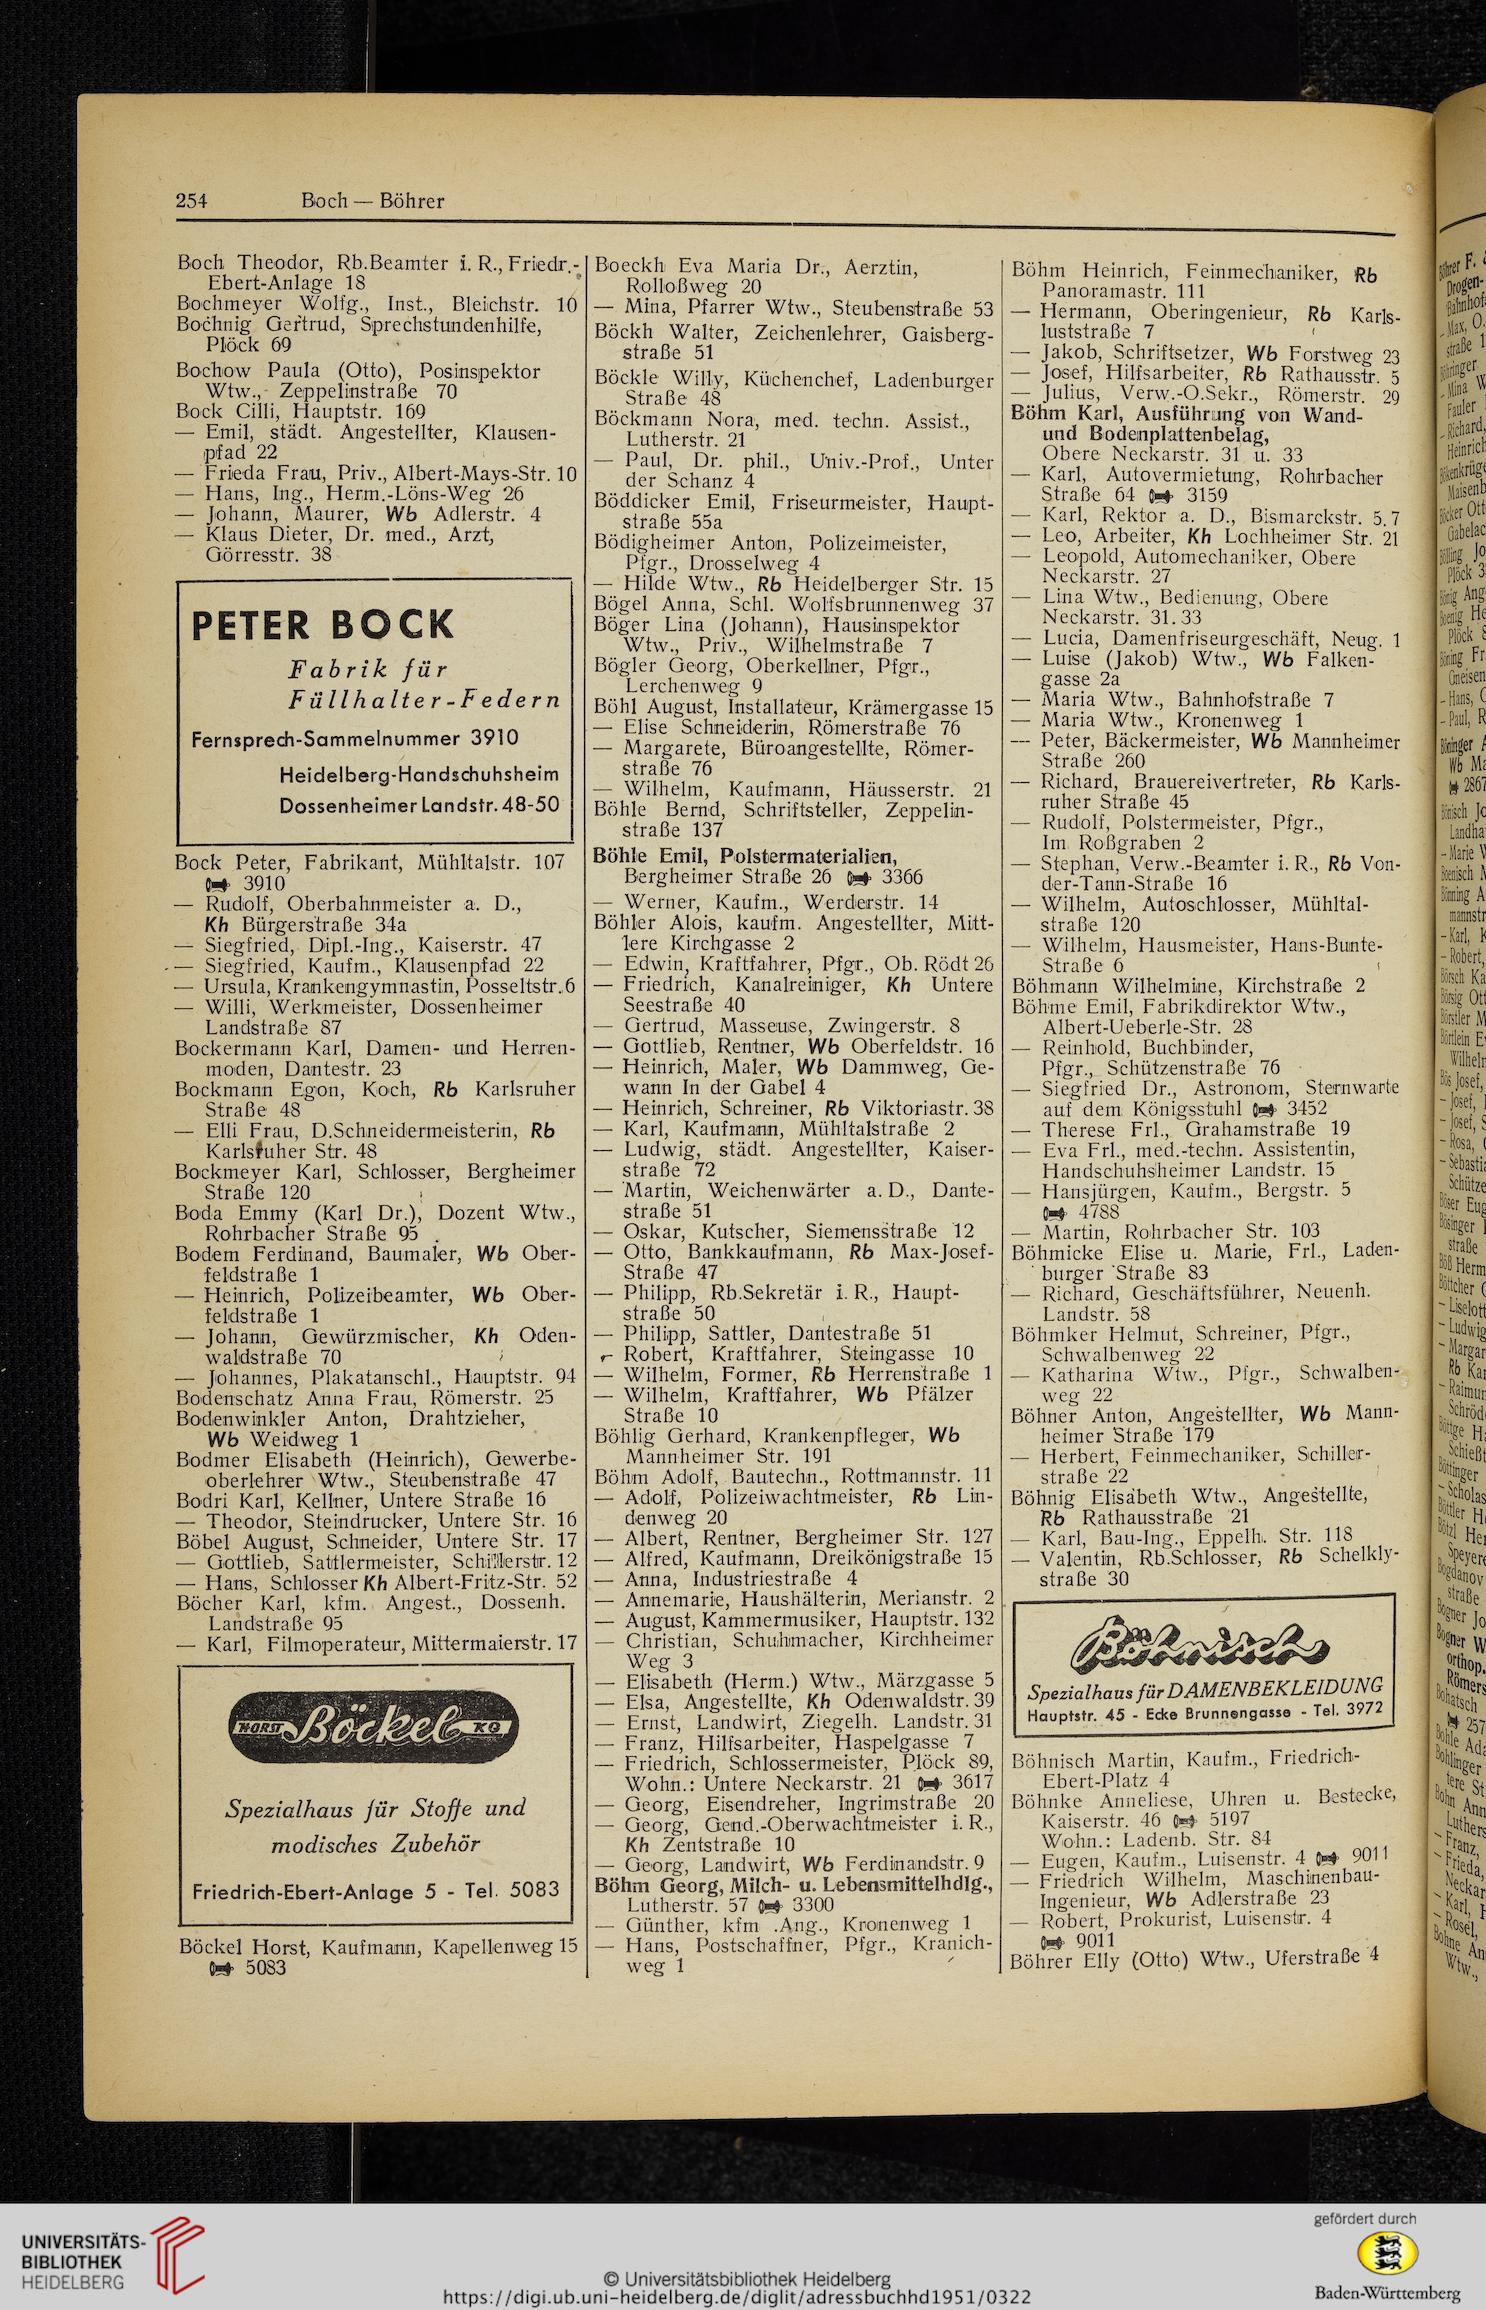 254 Boch — Böhrer
Boch Theodor, Rb.Beamter i. R., Friedr.-
Ebert-Anlage 18
Bochmeyer Wolfg., Inst., Bleichstr. 10
Bochnig Gertrud, Sprechstundenhilfe,
Plöck 69
Bochow Paula (Otto), Posinspektor
Wtw., Zeppelinstraße 70
Bock Cilli, Hauptstr. 169
— Emil, städt. Angestellter, Klausen-
pfad 22
— Frieda Frau, Priv., Albert-Mays-Str. 10
— Hans, Ing., Herm.-Löns-Weg 26
— Johann, Maurer, Wb Adlerstr. 4
— Klaus Dieter, Dr. med., Arzt,
Görresstr. 38
PETER BOCK
Fabrik für
Füllhalter-Federn
Fernsprech-Sammelnummer 3910
Heidelberg-Handschuhsheim
Dossenheimer Landstr. 48-50
Bock Peter, Fabrikant, Mühltalstr. 107
3910
— Rudolf, Oberbahnmeister a. D.,
Kh Bürgerstraße 34a
— Siegfried, Dipl.-Ing., Kaiserstr. 47
— Siegfried, Kaufm., Klausenpfad 22
— Ursula, Krankengymnastin, Posseltstr. 6
— Willi, Werkmeister, Dossenheimer
Landstraße 87
Bockermann Karl, Damen- und Herren-
moden, Dantestr. 23
Bockmann Egon, Koch, Rb Karlsruher
Straße 48
— Elli Frau, D.Schneidermeisterin, Rb
Karlsruher Str. 48
Bockmeyer Karl, Schlosser, Bergheimer
Straße 120
Boda Emmy (Karl Dr.), Dozent Wtw.,
Rohrbacher Straße 95
Bodem Ferdinand, Baumaler, Wb Ober-
feldstraße 1
— Heinrich, Polizeibeamter, Wb Ober-
feldstraße 1
— Johann, Gewürzmischer, Kh Oden-
waldstraße 70
— Johannes, Plakatanschl., Hauptstr. 94
Bodenschatz Anna Frau, Römerstr. 25
Bodenwinkler Anton, Drahtzieher,
Wb Weidweg 1
Bodmer Elisabeth (Heinrich), Gewerbe-
oberlehrer Wtw., Steubenstraße 47
Bodri Karl, Kellner, Untere Straße 16
— Theodor, Steindrucker, Untere Str. 16
Böbel August, Schneider, Untere Str. 17
— Gottlieb, Sattlermeister, Schillerstr. 12
— Hans, Schlosser Kh Albert-Fritz-Str. 52
Böcher Karl, kfm. Angest., Dossenh.
Landstraße 95
— Karl, Filmoperateur, Mittermaierstr. 17
HORST Böckel KG
Spezialhaus für Stoffe und
modisches Zubehör
Friedrich-Ebert-Anlage 5 - Tel. 5083
Böckel Horst, Kaufmann, Kapellenweg 15
5083
Boeckh Eva Maria Dr., Aerztin,
Rolloßweg 20
— Mina, Pfarrer Wtw., Steubenstraße 53
Böckh Walter, Zeichenlehrer, Gaisberg-
straße 51
Böckle Willy, Küchenchef, Ladenburger
Straße 48
Böckmann Nora, med. techn. Assist.,
Lutherstr. 21
— Paul, Dr. phil., Univ.-Prof., Unter
der Schanz 4
Böddicker Emil, Friseurmeister, Haupt-
straße 55a
Bödigheimer Anton, Polizeimeister,
Pfgr., Drosselweg 4
— Hilde Wtw., Rb Heidelberger Str. 15
Bögel Anna, Schl. Wolfsbrunnenweg 37
Böger Lina (Johann), Hausinspektor
Wtw., Priv., Wilhelmstraße 7
Bögler Georg, Oberkellner, Pfgr.,
Lerchenweg 9
Böhl August, Installateur, Krämergasse 15
— Elise Schneiderin, Römerstraße 76
— Margarete, Büroangestellte, Römer-
straße 76
— Wilhelm, Kaufmann, Häusserstr. 21
Böhle Bernd, Schriftsteller, Zeppelin-
straße 137
Böhle Emil, Polstermaterialien,
Bergheimer Straße 26 3366
— Werner, Kaufm., Werderstr. 14
Böhler Alois, kaufm. Angestellter, Mitt-
lere Kirchgasse 2
— Edwin, Kraftfahrer, Pfgr., Ob. Rödt 26
— Friedrich, Kanalreiniger, Kh Untere
Seestraße 40
— Gertrud, Masseuse, Zwingerstr. 8
— Gottlieb, Rentner, Wb Oberfeldstr. 16
— Heinrich, Maler, Wb Dammweg, Ge-
wann In der Gabel 4
— Heinrich, Schreiner, Rb Viktoriastr. 38
— Karl, Kaufmann, Mühltalstraße 2
— Ludwig, städt. Angestellter, Kaiser-
straße 72
— Martin, Weichenwärter a. D., Dante-
straße 51
— Oskar, Kutscher, Siemensstraße 12
— Otto, Bankkaufmann, Rb Max-Josef-
Straße 47
— Philipp, Rb.Sekretär i. R., Haupt-
straße 50
— Philipp, Sattler, Dantestraße 51
— Robert, Kraftfahrer, Steingasse 10
— Wilhelm, Former, Rb Herrenstraße 1
— Wilhelm, Kraftfahrer, Wb Pfälzer
Straße 10
Böhlig Gerhard, Krankenpfleger, Wb
Mannheimer Str. 191
Böhm Adolf, Bautechn., Rottmannstr. 11
— Adolf, Polizeiwachtmeister, Rb Lin-
denweg 20
— Albert, Rentner, Bergheimer Str. 127
— Alfred, Kaufmann, Dreikönigstraße 15
— Anna, Industriestraße 4
— Annemarie, Haushälterin, Merianstr. 2
— August, Kammermusiker, Hauptstr. 132
— Christian, Schuhmacher, Kirchheimer
Weg 3
— Elisabeth (Herm.) Wtw., Märzgasse 5
— Elsa, Angestellte, Kh Odenwaldstr. 39
— Ernst, Landwirt, Ziegelh. Landstr. 31
— Franz, Hilfsarbeiter, Haspelgasse 7
— Friedrich, Schlossermeister, Plöck 89,
Wohn.: Untere Neckarstr. 21 3617
— Georg, Eisendreher, Ingrimstraße 20
— Georg, Gend.-Oberwachtmeister i. R.,
Kh Zentstraße 10
— Georg, Landwirt, Wb Ferdinandstr. 9
Böhm Georg, Milch- u. Lebensmittelhdlg.,
Lutherstr. 57 3300
— Günther, kfm .Ang., Kronenweg 1
— Hans, Postschaffner, Pfgr., Kranich-
weg 1
Böhm Heinrich, Feinmechaniker, Rb
Panoramastr. 111
— Hermann, Oberingenieur, Rb Karls-
luststraße 7
— Jakob, Schriftsetzer, Wb Forstweg 23
— Josef, Hilfsarbeiter, Rb Rathausstr. 5
— Julius, Verw.-O.Sekr., Römerstr. 29
Böhm Karl, Ausführung von Wand-
und Bodenplattenbelag,
Obere Neckarstr. 31 u. 33
— Karl, Autovermietung, Rohrbacher
Straße 64 3159
— Karl, Rektor a. D., Bismarckstr. 5. 7
— Leo, Arbeiter, Kh Lochheimer Str. 21
— Leopold, Automechaniker, Obere
Neckarstr. 27
— Lina Wtw., Bedienung, Obere
Neckarstr. 31. 33
— Lucia, Damenfriseurgeschäft, Neug. 1
— Luise (Jakob) Wtw., Wb Falken-
gasse 2a
— Maria Wtw., Bahnhofstraße 7
— Maria Wtw., Kronenweg 1
— Peter, Bäckermeister, Wb Mannheimer
Straße 260
— Richard, Brauereivertreter, Rb Karls-
ruher Straße 45
— Rudolf, Polstermeister, Pfgr.,
Im Roßgraben 2
— Stephan, Verw.-Beamter i. R., Rb Von-
der-Tann-Straße 16
— Wilhelm, Autoschlosser, Mühltal-
straße 120
— Wilhelm, Hausmeister, Hans-Bunte-
Straße 6
Böhmann Wilhelmine, Kirchstraße 2
Böhme Emil, Fabrikdirektor Wtw.,
Albert-Ueberle-Str. 28
— Reinhold, Buchbinder,
Pfgr., Schützenstraße 76
— Siegfried Dr., Astronom, Sternwarte
auf dem Königsstuhl 3452
— Therese Frl., Grahamstraße 19
— Eva Frl., med.-techn. Assistentin,
Handschuhsheimer Landstr. 15
— Hansjürgen, Kaufm., Bergstr. 5
4788
— Martin, Rohrbacher Str. 103
Böhmicke Elise u. Marie, Frl., Laden-
burger Straße 83
— Richard, Geschäftsführer, Neuenh.
Landstr. 58
Böhmker Helmut, Schreiner, Pfgr.,
Schwalbenweg 22
— Katharina Wtw., Pfgr., Schwalben-
weg 22
Böhner Anton, Angestellter, Wb Mann-
heimer Straße 179
— Herbert, Feinmechaniker, Schiller-
straße 22
Böhnig Elisabeth Wtw., Angestellte,
Rb Rathausstraße 21
— Karl, Bau-Ing., Eppelh. Str. 118
— Valentin, Rb.Schlosser, Rb Schelkly-
straße 30
Böhnisch
Spezialhaus für DAMENBEKLEIDUNG
Hauptstr. 45 - Ecke Brunnengasse - Tel. 3972
Böhnisch Martin, Kaufm., Friedrich-
Ebert-Platz 4
Böhnke Anneliese, Uhren u. Bestecke,
Kaiserstr. 46 5197
Wohn.: Ladenb. Str. 84
— Eugen, Kaufm., Luisenstr. 4 9011
— Friedrich Wilhelm, Maschinenbau-
Ingenieur, Wb Adlerstraße 23
— Robert, Prokurist, Luisenstr. 4
9011
Böhrer Elly (Otto) Wtw., Uferstraße 4
UNIVERSITÄTS-
BIBLIOTHEK
HEIDELBERG
© Universitätsbibliothek Heidelberg
https://digi.ub.uni-heidelberg.de/diglit/adressbuchhd1951/0322
gefördert durch
Baden-Württemberg